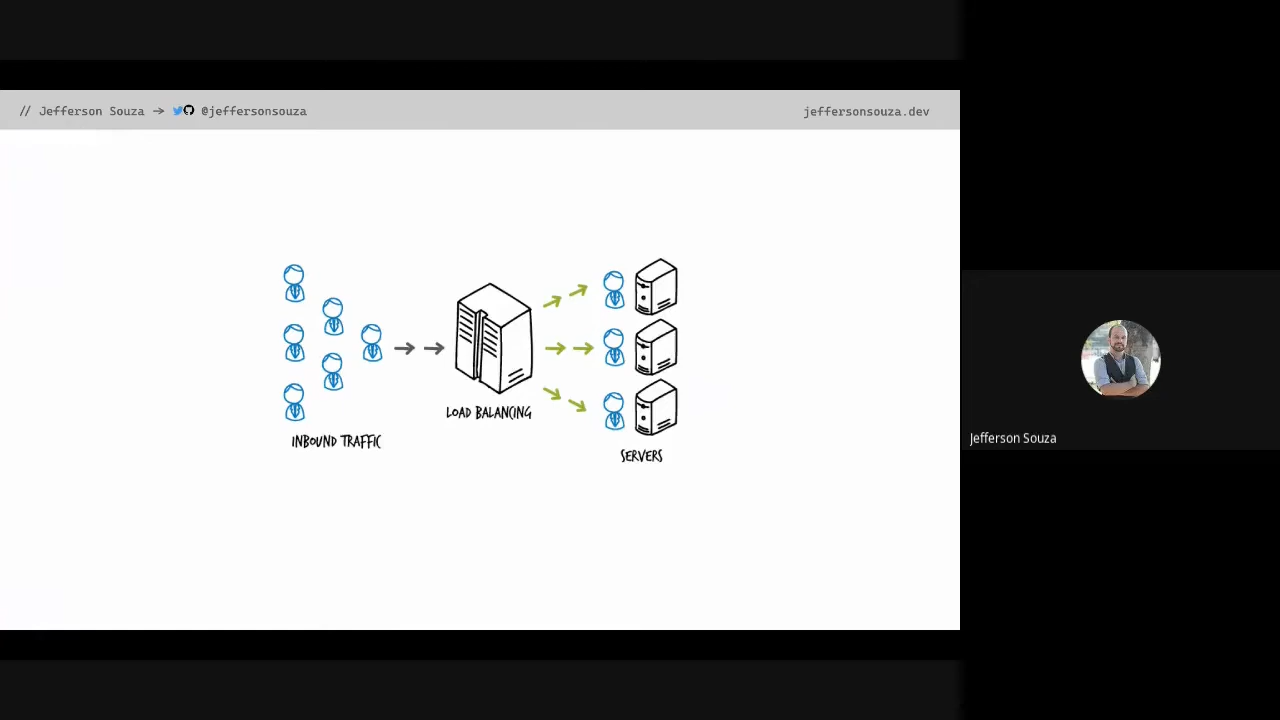 // Jefferson Souza → @jeffersonsouza
jeffersonsouza.dev
LOAD BALANCING
INBOUND TRAFFIC
SERVERS
Jefferson Souza